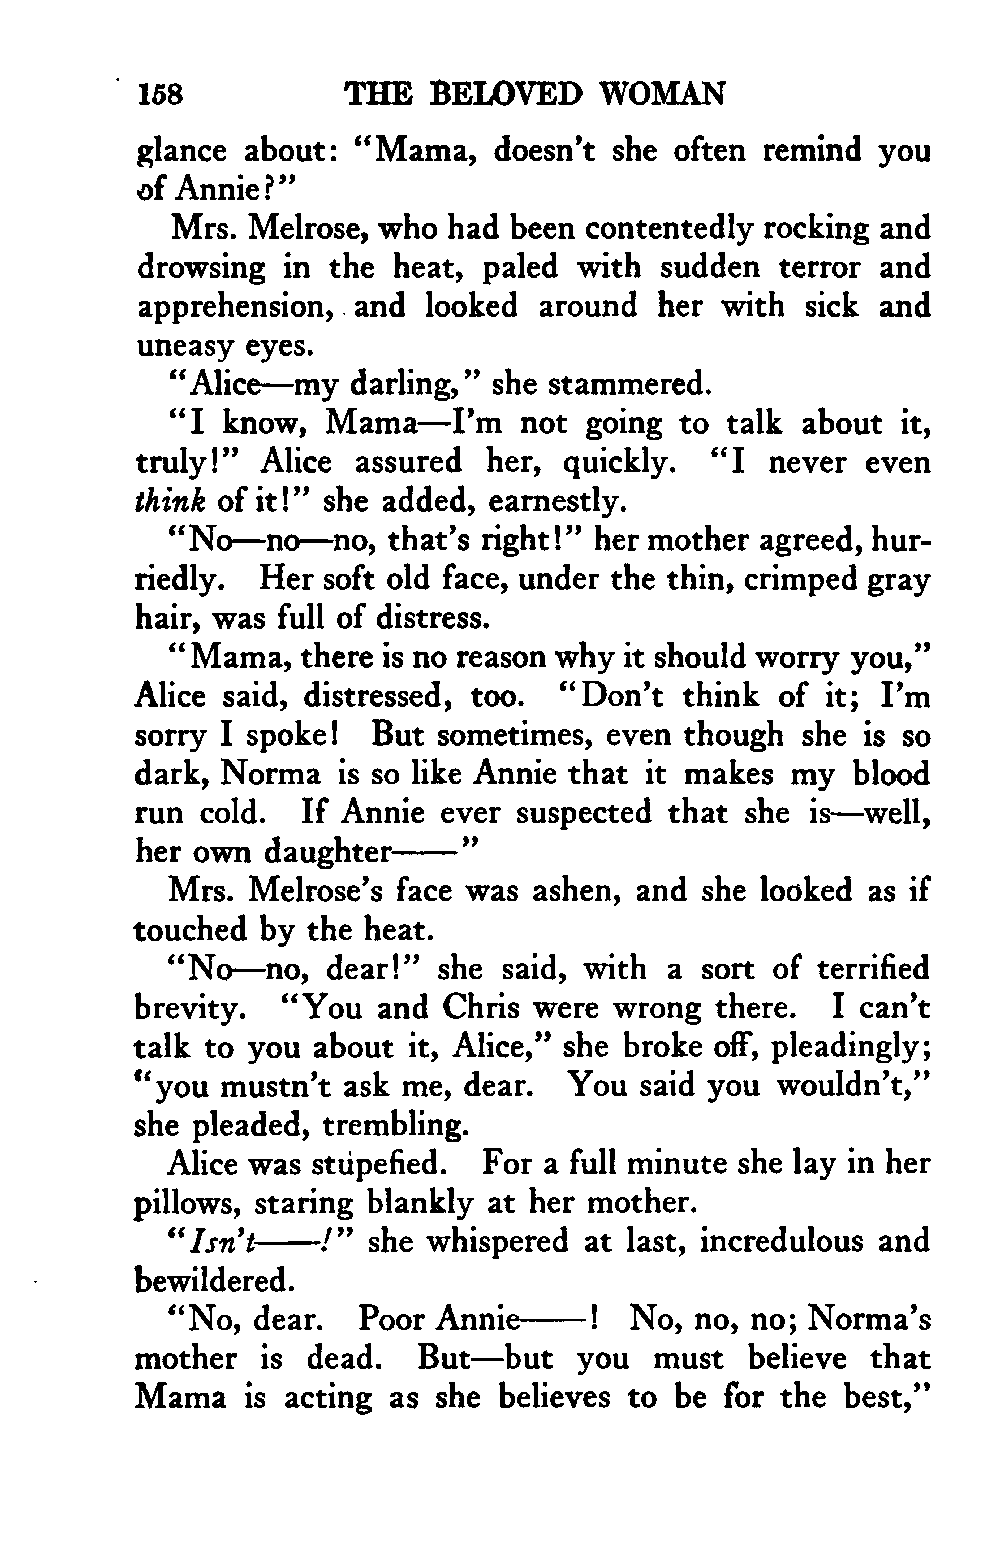 158 THE BELOVED WOMAN
glance about: “Mama, doesn’t she often remind you
of Annie?”
Mrs. Melrose, who had been contentedly rocking and
drowsing in the heat, paled with sudden terror and
apprehension, and looked around her with sick and
uneasy eyes.
“Alice—my darling,” she stammered.
“I know, Mama—I’m not going to talk about it,
truly!” Alice assured her, quickly. “I never even
think of it!” she added, earnestly.
“No—no—no, that’s right!” her mother agreed, hur-
riedly. Her soft old face, under the thin, crimped gray
hair, was full of distress.
“Mama, there is no reason why it should worry you,”
Alice said, distressed, too. “Don’t think of it; I’m
sorry I spoke! But sometimes, even though she is so
dark, Norma is so like Annie that it makes my blood
run cold. If Annie ever suspected that she is—well,
her own daughter——”
Mrs. Melrose’s face was ashen, and she looked as if
touched by the heat.
“No—no, dear!” she said, with a sort of terrified
brevity. “You and Chris were wrong there. I can’t
talk to you about it, Alice,” she broke off, pleadingly;
“you mustn’t ask me, dear. You said you wouldn’t,”
she pleaded, trembling.
Alice was stupefied. For a full minute she lay in her
pillows, staring blankly at her mother.
“Isn’t——!” she whispered at last, incredulous and
bewildered.
“No, dear. Poor Annie——! No, no, no; Norma’s
mother is dead. But—but you must believe that
Mama is acting as she believes to be for the best,”